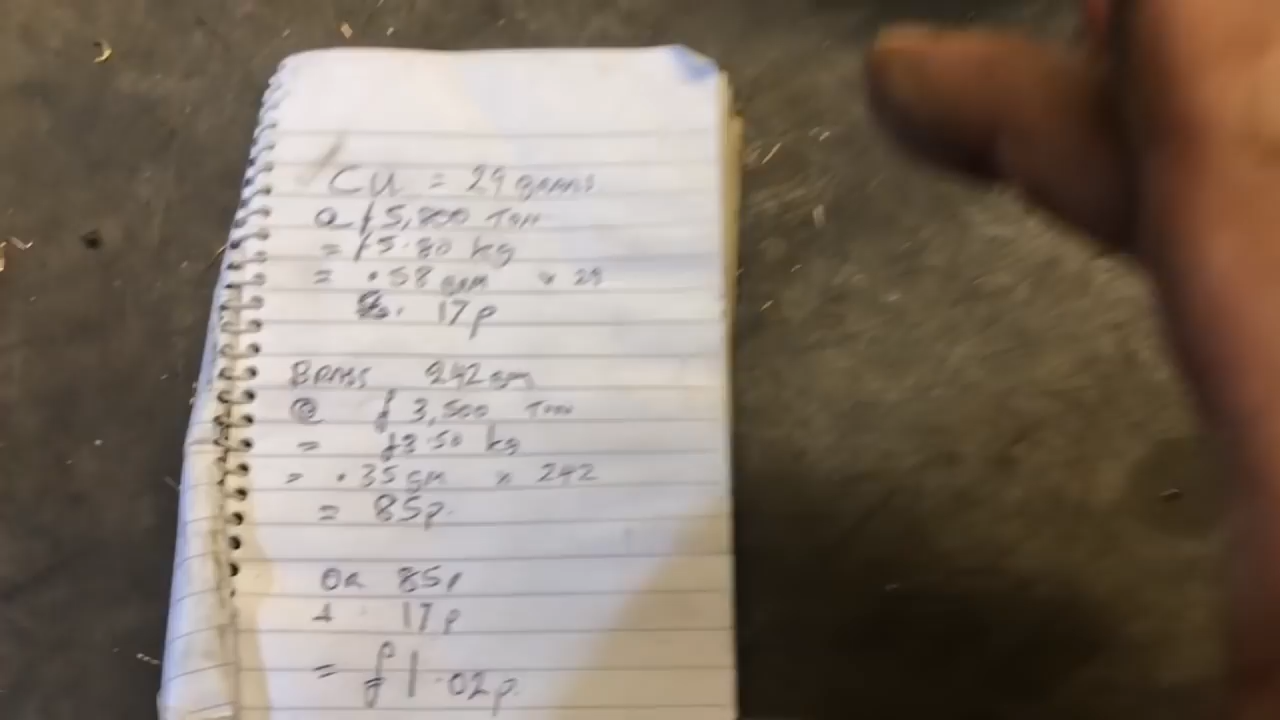 CU = 29 grams
@ £5,800 Ton
= £5.80 kg
= .58 gram x 29
17p
Brass 242 gm
@ £3,500 Ton
= £3.50 kg
= .35 gm x 242
= 85p.
OR 85p
+ 17p
= £1.02p.